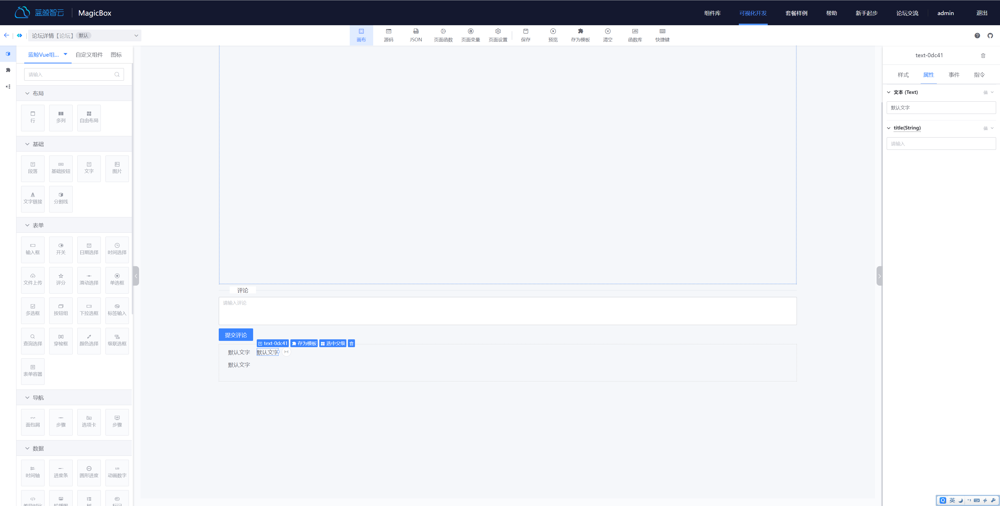 蓝鲸智云 MagicBox 组件库 可视化开发 套餐样例 帮助 新手起步 论坛交流 admin 退出
论坛详情【论坛】 默认
画布 源码 JSON 页面函数 页面变量 页面设置 保存 预览 存为模板 清空 函数库 快捷键
蓝鲸Vue组... 自定义组件 图标
请输入
布局
行 多列 自由布局
基础
段落 基础按钮 文字 图片
文字链接 分割线
表单
输入框 开关 日期选择 时间选择
文件上传 评分 滑动选择 单选框
多选框 按钮组 下拉选框 标签输入
查询选择 穿梭框 颜色选择 级联选框
表单容器
导航
面包屑 步骤 选项卡 步骤
数据
时间轴 进度条 圆形进度 动画数字
差异对比 轮播图 树 标记
评论
请输入评论
提交评论
text-0dc41 存为模板 选中父级
默认文字 默认文字
默认文字
text-0dc41
样式 属性 事件 指令
文本 (Text) 值
默认文字
title(String) 值
请输入
英